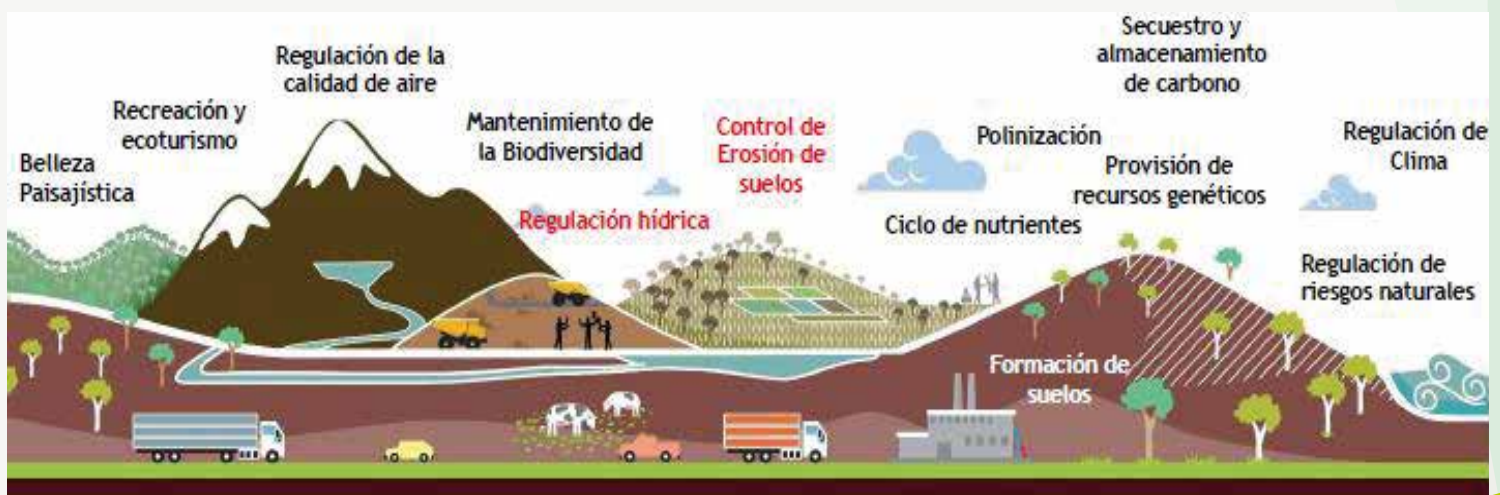 Belleza
Paisajística
Recreación y
ecoturismo
Regulación de la
calidad de aire
Mantenimiento de
la Biodiversidad
Regulación hídrica
Control de
Erosión de
suelos
Ciclo de nutrientes
Polinización
Secuestro y
almacenamiento
de carbono
Provisión de
recursos genéticos
Regulación de
Clima
Regulación de
riesgos naturales
Formación de
suelos